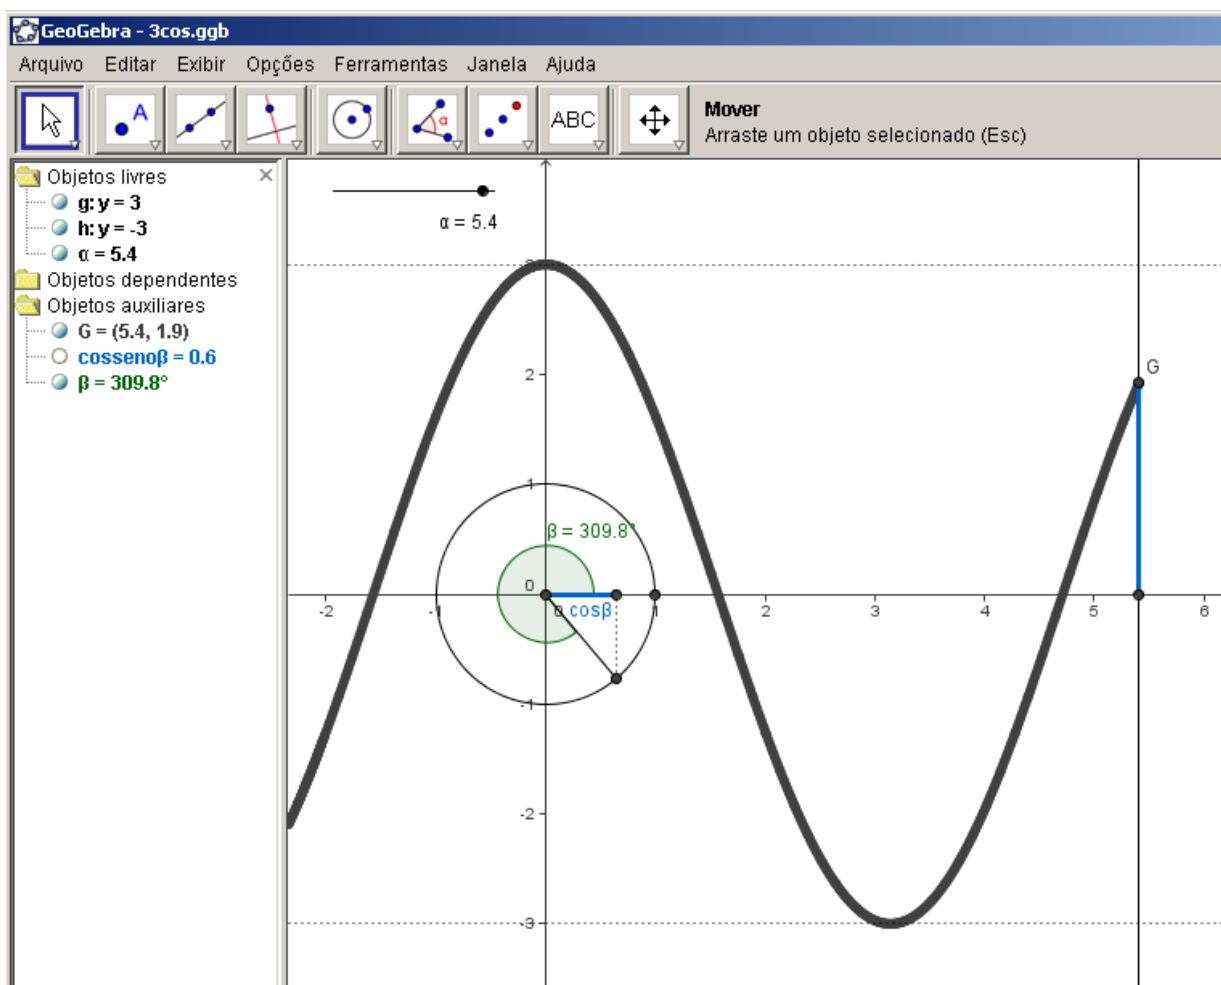 GeoGebra - 3cos.ggb
Arquivo Editar Exibir Opções Ferramentas Janela Ajuda
A
α
ABC
Mover
Arraste um objeto selecionado (Esc)
Objetos livres
g: y = 3
h: y = -3
α = 5.4
Objetos dependentes
Objetos auxiliares
G = (5.4, 1.9)
cossenoβ = 0.6
β = 309.8°
α = 5.4
3
G
2
1
β = 309.8°
0
-2 -1 0 cosβ 1 2 3 4 5 6
-1
-2
-3